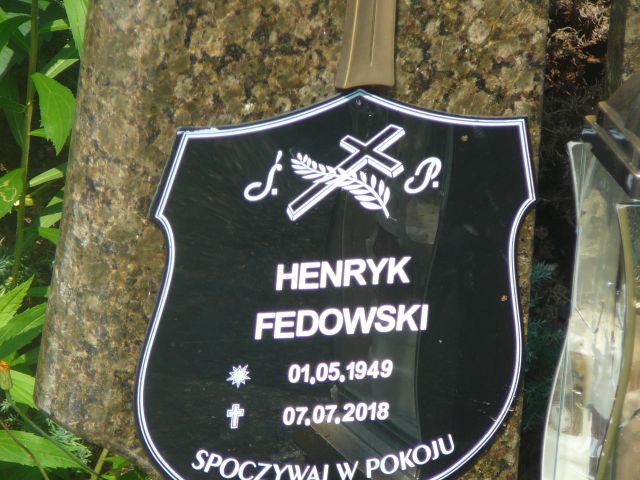 Ś. P.
HENRYK
FEDOWSKI
01.05.1949
07.07.2018
SPOCZYWAJ W POKOJU